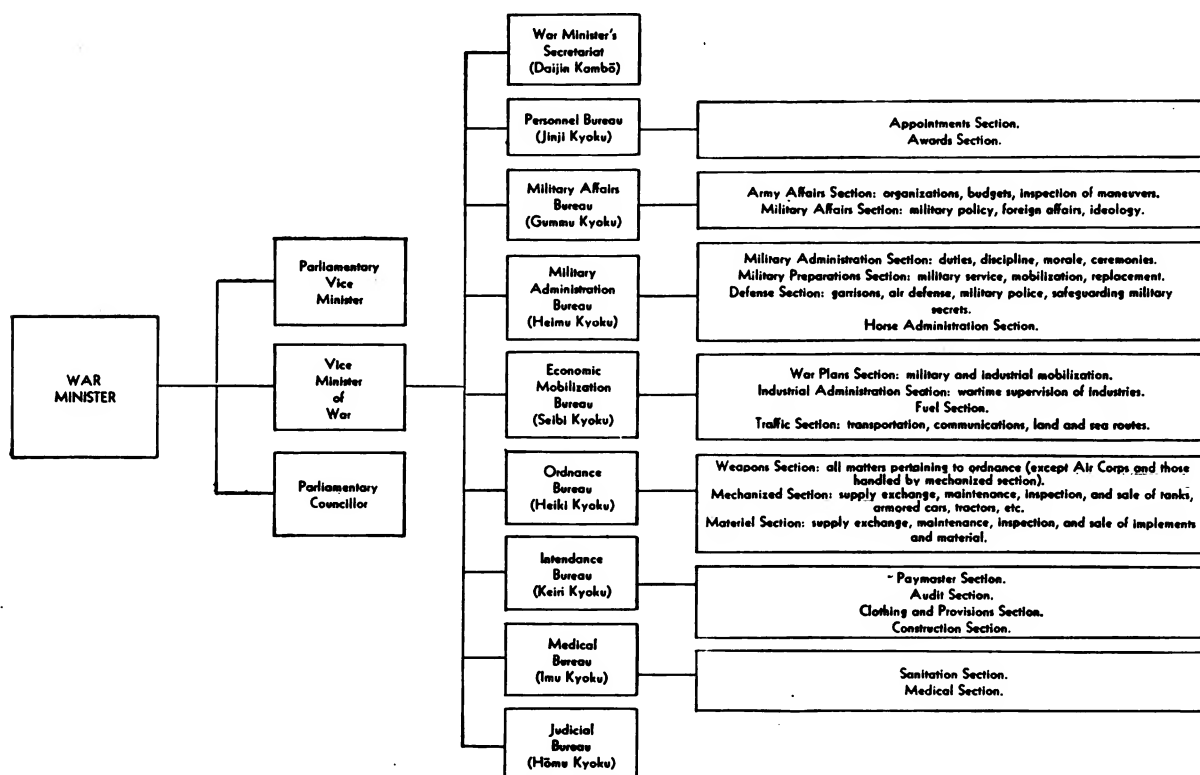 WAR
MINISTER
Parliamentary
Vice
Minister
Vice
Minister
of
War
Parliamentary
Councillor
War Minister's
Secretariat
(Daijin Kambō)
Personnel Bureau
(Jinji Kyoku)
Appointments Section.
Awards Section.
Military Affairs
Bureau
(Gummu Kyoku)
Army Affairs Section: organizations, budgets, inspection of maneuvers.
Military Affairs Section: military policy, foreign affairs, ideology.
Military
Administration
Bureau
(Heimu Kyoku)
Military Administration Section: duties, discipline, morale, ceremonies.
Military Preparations Section: military service, mobilization, replacement.
Defense Section: garrisons, air defense, military police, safeguarding military
secrets.
Horse Administration Section.
Economic
Mobilization
Bureau
(Seibi Kyoku)
War Plans Section: military and industrial mobilization.
Industrial Administration Section: wartime supervision of industries.
Fuel Section.
Traffic Section: transportation, communications, land and sea routes.
Ordnance
Bureau
(Heiki Kyoku)
Weapons Section: all matters pertaining to ordnance (except Air Corps and those
handled by mechanized section).
Mechanized Section: supply exchange, maintenance, inspection, and sale of tanks,
armored cars, tractors, etc.
Materiel Section: supply exchange, maintenance, inspection, and sale of implements
and material.
Intendance
Bureau
(Keiri Kyoku)
Paymaster Section.
Audit Section.
Clothing and Provisions Section.
Construction Section.
Medical
Bureau
(Imu Kyoku)
Sanitation Section.
Medical Section.
Judicial
Bureau
(Hōmu Kyoku)